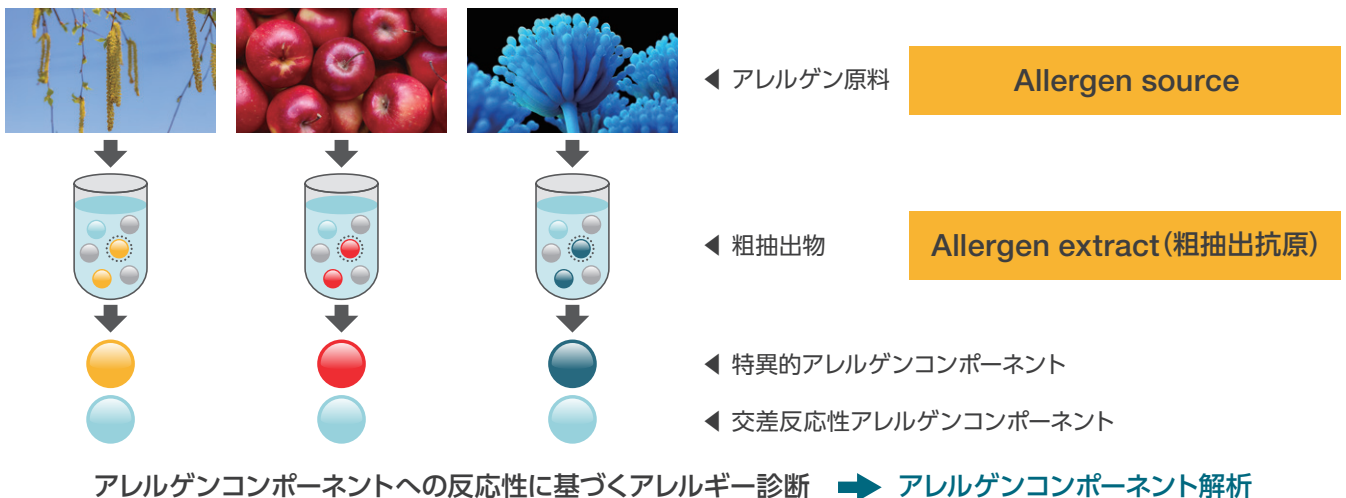 ◀ アレルゲン原料
Allergen source
◀ 粗抽出物
Allergen extract(粗抽出抗原)
◀ 特異的アレルゲンコンポーネント
◀ 交差反応性アレルゲンコンポーネント
アレルゲンコンポーネントへの反応性に基づくアレルギー診断 ➡ アレルゲンコンポーネント解析